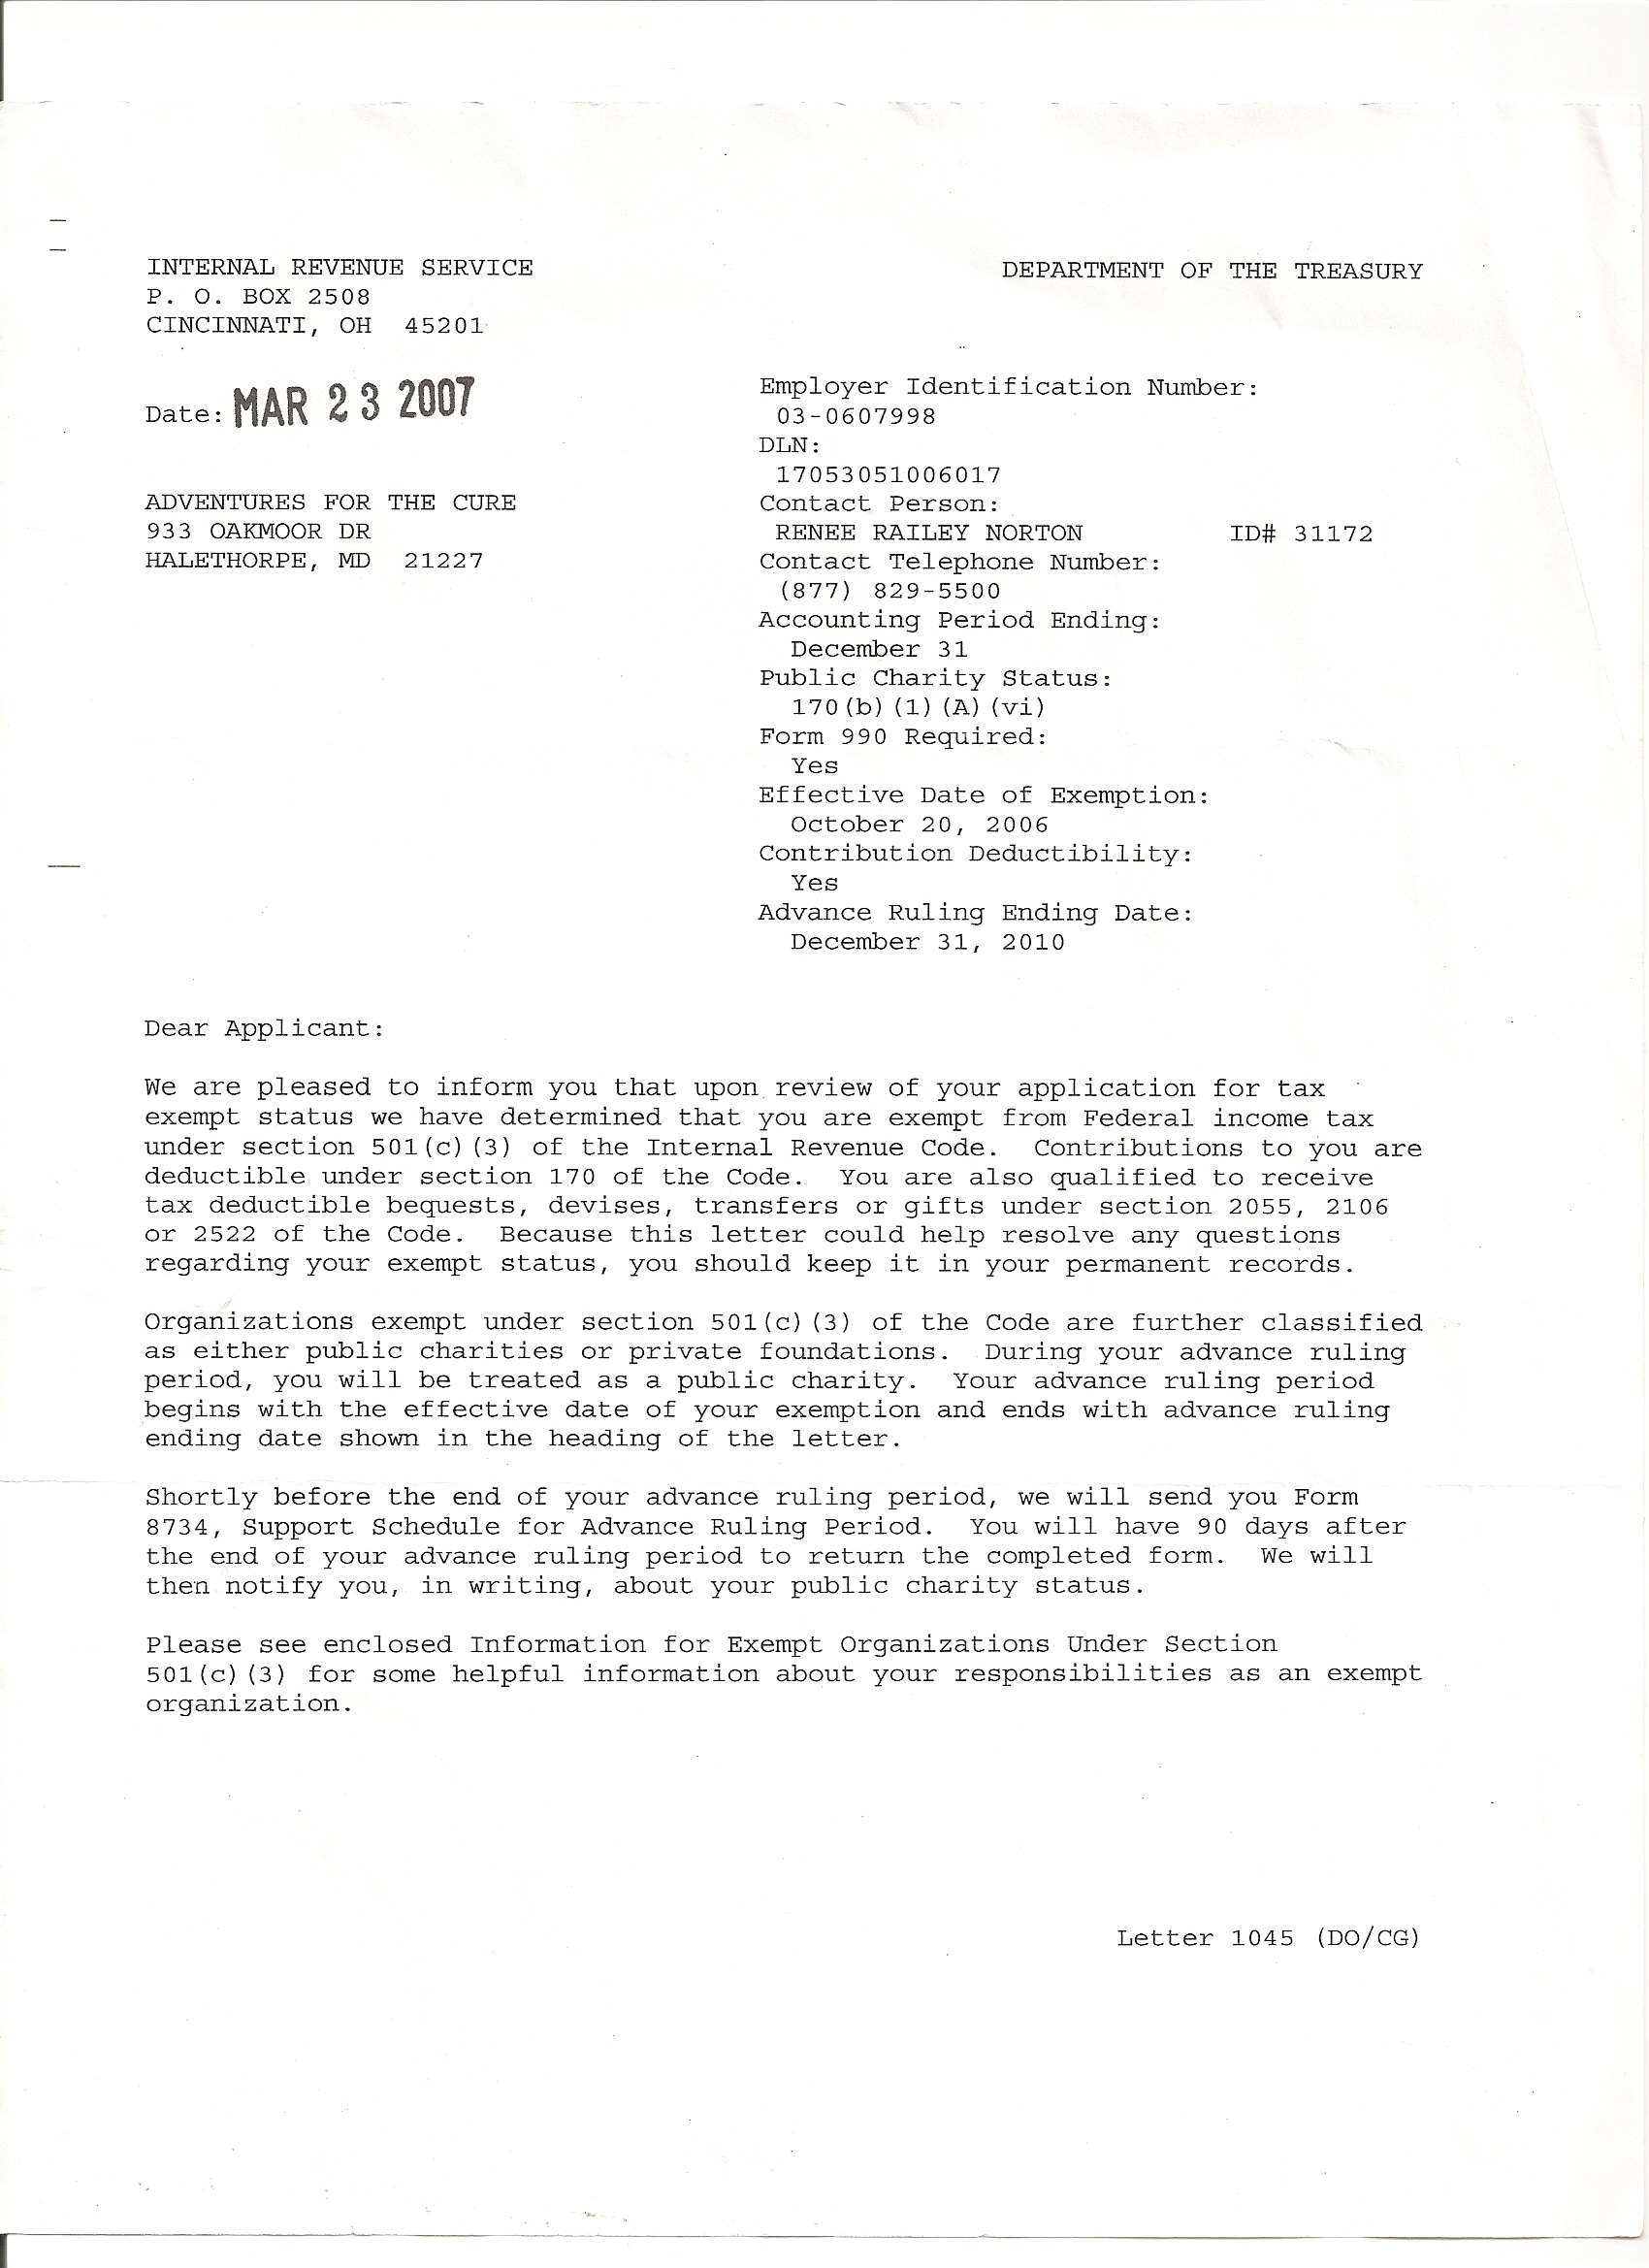 INTERNAL REVENUE SERVICE
P. O. BOX 2508
CINCINNATI, OH 45201
DEPARTMENT OF THE TREASURY
Date: MAR 23 2007
ADVENTURES FOR THE CURE
933 OAKMOOR DR
HALETHORPE, MD 21227
Employer Identification Number:
03-0607998
DLN:
17053051006017
Contact Person:
RENEE RAILEY NORTON ID# 31172
Contact Telephone Number:
(877) 829-5500
Accounting Period Ending:
December 31
Public Charity Status:
170(b)(1)(A)(vi)
Form 990 Required:
Yes
Effective Date of Exemption:
October 20, 2006
Contribution Deductibility:
Yes
Advance Ruling Ending Date:
December 31, 2010
Dear Applicant:
We are pleased to inform you that upon review of your application for tax
exempt status we have determined that you are exempt from Federal income tax
under section 501(c)(3) of the Internal Revenue Code. Contributions to you are
deductible under section 170 of the Code. You are also qualified to receive
tax deductible bequests, devises, transfers or gifts under section 2055, 2106
or 2522 of the Code. Because this letter could help resolve any questions
regarding your exempt status, you should keep it in your permanent records.
Organizations exempt under section 501(c)(3) of the Code are further classified
as either public charities or private foundations. During your advance ruling
period, you will be treated as a public charity. Your advance ruling period
begins with the effective date of your exemption and ends with advance ruling
ending date shown in the heading of the letter.
Shortly before the end of your advance ruling period, we will send you Form
8734, Support Schedule for Advance Ruling Period. You will have 90 days after
the end of your advance ruling period to return the completed form. We will
then notify you, in writing, about your public charity status.
Please see enclosed Information for Exempt Organizations Under Section
501(c)(3) for some helpful information about your responsibilities as an exempt
organization.
Letter 1045 (DO/CG)